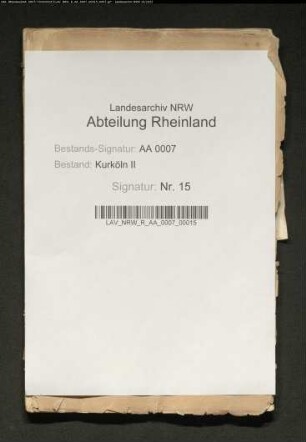 Landesarchiv NRW
Abteilung Rheinland
Bestands-Signatur: AA 0007
Bestand: Kurköln II
Signatur: Nr. 15
LAV_NRW_R_AA_0007_00015